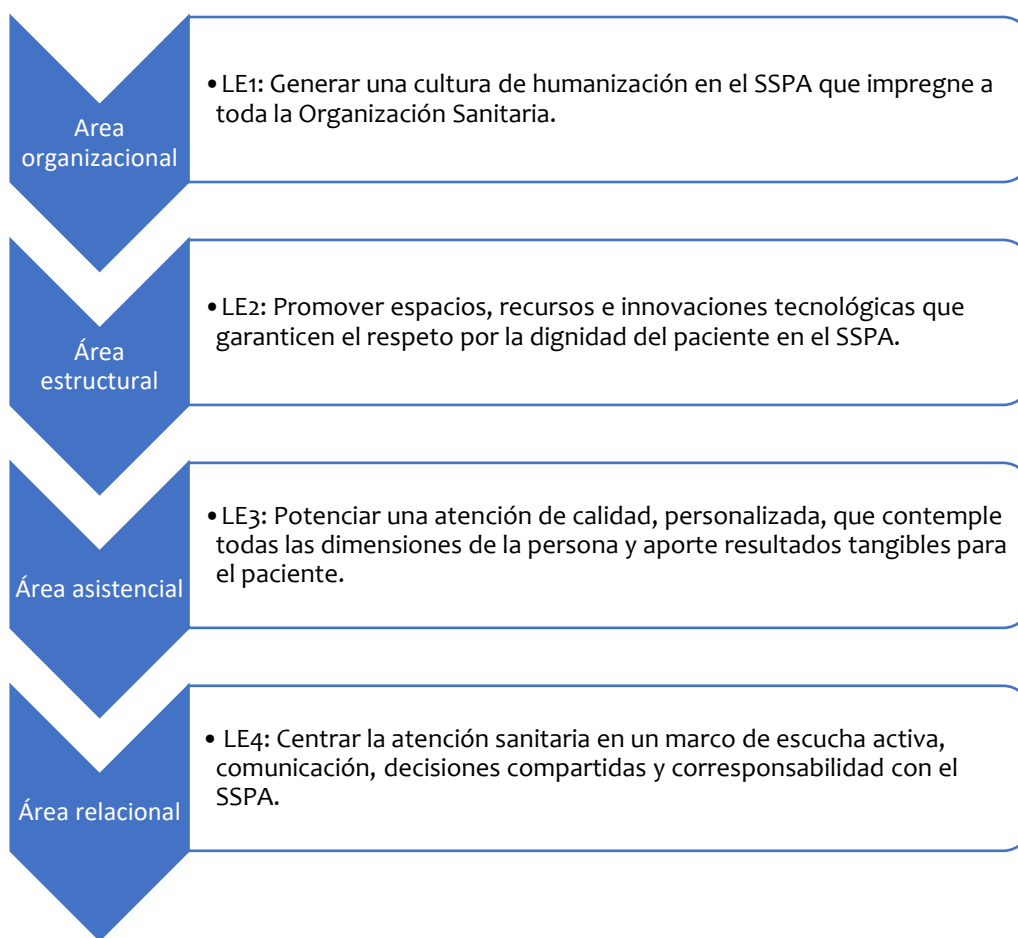 Area
organizacional
•LE1: Generar una cultura de humanización en el SSPA que impregne a
toda la Organización Sanitaria.
Área
estructural
•LE2: Promover espacios, recursos e innovaciones tecnológicas que
garanticen el respeto por la dignidad del paciente en el SSPA.
Área asistencial
•LE3: Potenciar una atención de calidad, personalizada, que contemple
todas las dimensiones de la persona y aporte resultados tangibles para
el paciente.
Área relacional
• LE4: Centrar la atención sanitaria en un marco de escucha activa,
comunicación, decisiones compartidas y corresponsabilidad con el
SSPA.